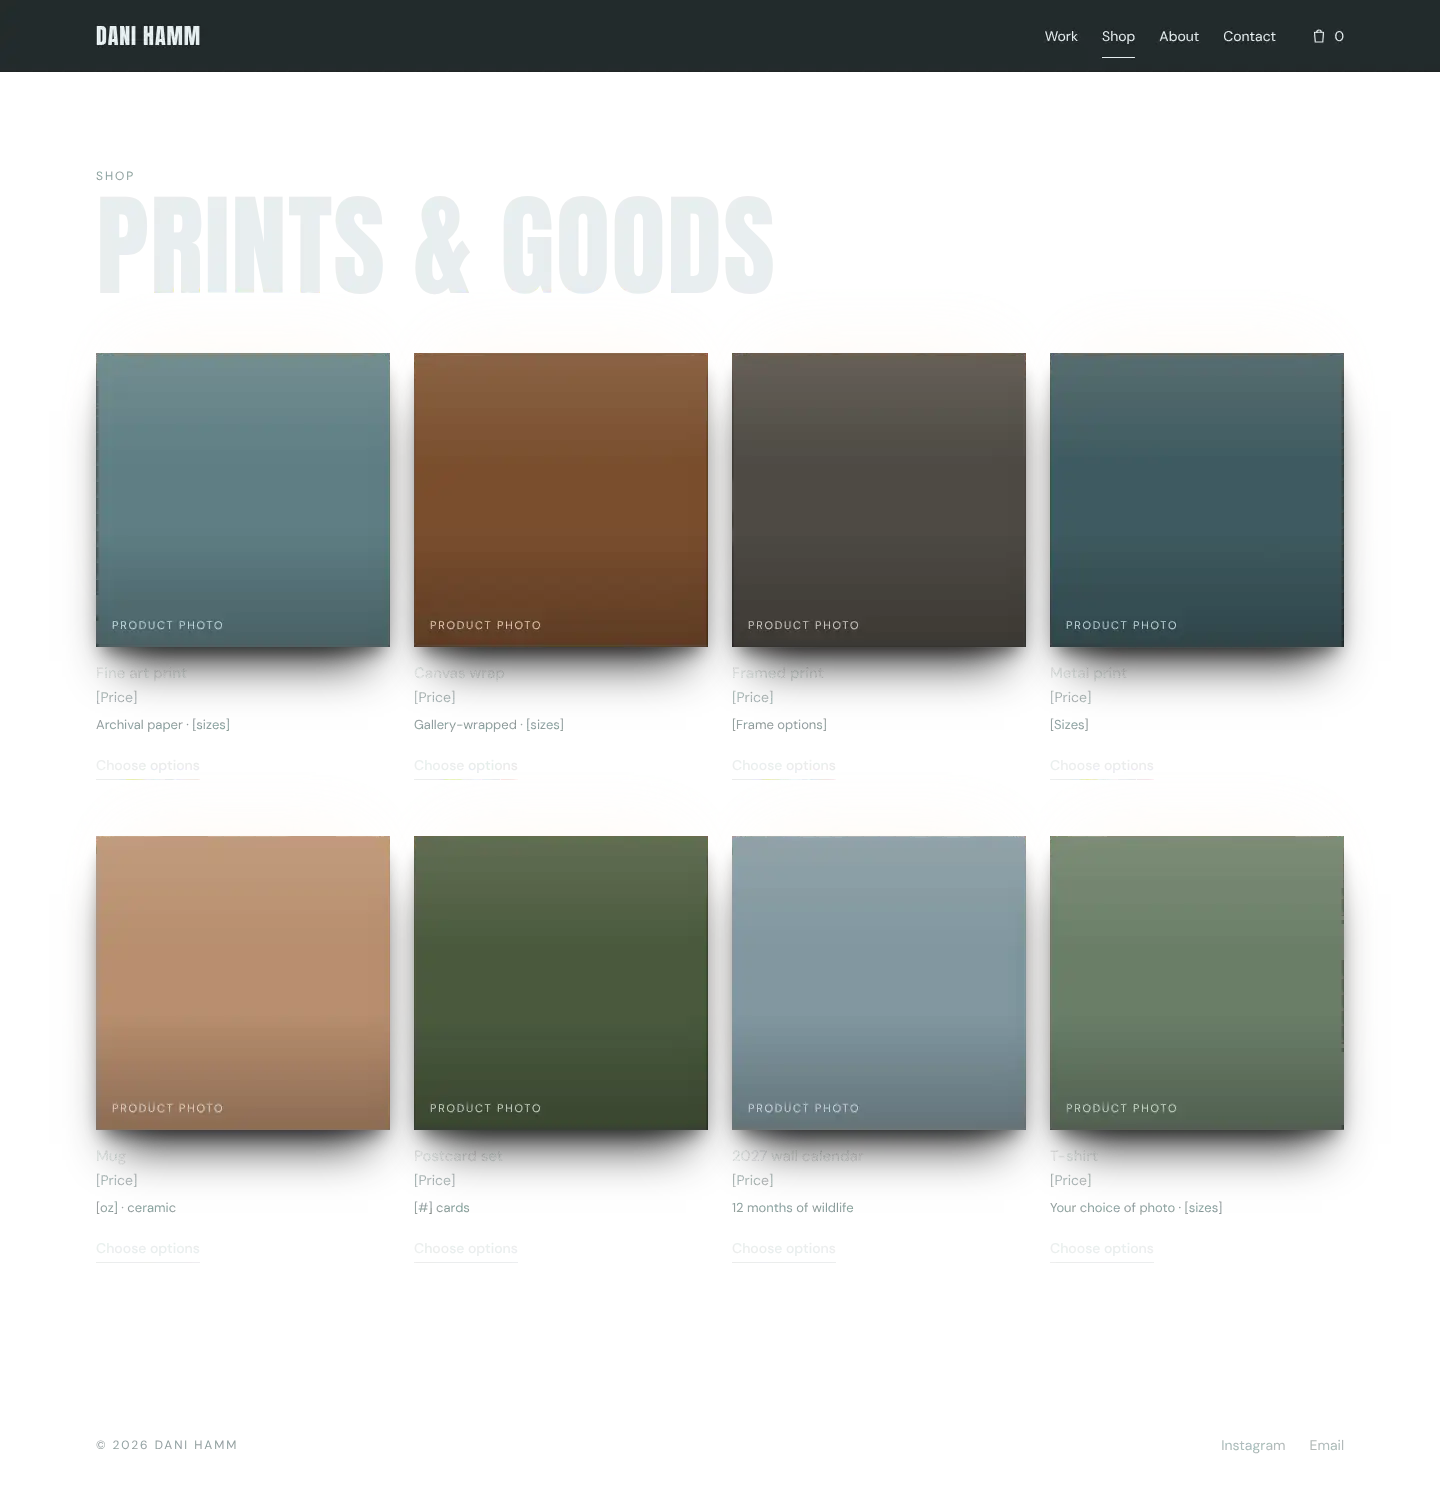 DANI HAMM
Work Shop About Contact 0
SHOP
PRINTS & GOODS
PRODUCT PHOTO PRODUCT PHOTO PRODUCT PHOTO PRODUCT PHOTO
Fine art print Canvas wrap Framed print Metal print
[Price] [Price] [Price] [Price]
Archival paper · [sizes] Gallery-wrapped · [sizes] [Frame options] [Sizes]
Choose options Choose options Choose options Choose options
PRODUCT PHOTO PRODUCT PHOTO PRODUCT PHOTO PRODUCT PHOTO
Mug Postcard set 2027 wall calendar T-shirt
[Price] [Price] [Price] [Price]
[oz] · ceramic [#] cards 12 months of wildlife Your choice of photo · [sizes]
Choose options Choose options Choose options Choose options
© 2026 DANI HAMM
Instagram Email